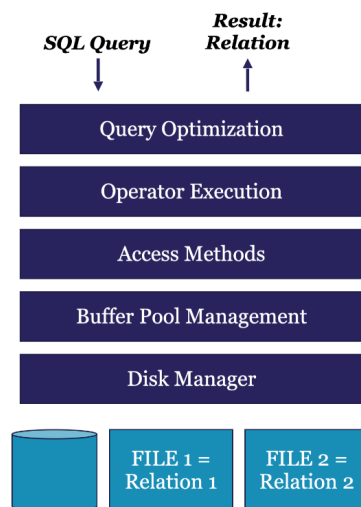 SQL Query
Result:
Relation
Query Optimization
Operator Execution
Access Methods
Buffer Pool Management
Disk Manager
FILE 1 =
Relation 1
FILE 2 =
Relation 2